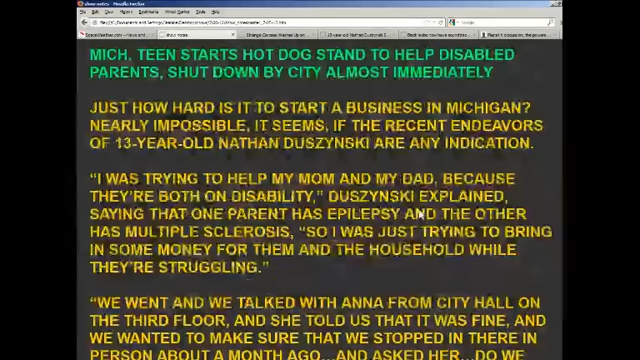 show notes
MICH. TEEN STARTS HOT DOG STAND TO HELP DISABLED
PARENTS, SHUT DOWN BY CITY ALMOST IMMEDIATELY
JUST HOW HARD IS IT TO START A BUSINESS IN MICHIGAN?
NEARLY IMPOSSIBLE, IT SEEMS, IF THE RECENT ENDEAVORS
OF 13-YEAR-OLD NATHAN DUSZYNSKI ARE ANY INDICATION.
“I WAS TRYING TO HELP MY MOM AND MY DAD, BECAUSE
THEY’RE BOTH ON DISABILITY,” DUSZYNSKI EXPLAINED,
SAYING THAT ONE PARENT HAS EPILEPSY AND THE OTHER
HAS MULTIPLE SCLEROSIS, “SO I WAS JUST TRYING TO BRING
IN SOME MONEY FOR THEM AND THE HOUSEHOLD WHILE
THEY’RE STRUGGLING.”
“WE WENT AND WE TALKED WITH ANNA FROM CITY HALL ON
THE THIRD FLOOR, AND SHE TOLD US THAT IT WAS FINE, AND
WE WANTED TO MAKE SURE THAT WE STOPPED IN THERE IN
PERSON ABOUT A MONTH AGO...AND ASKED HER...DO WE